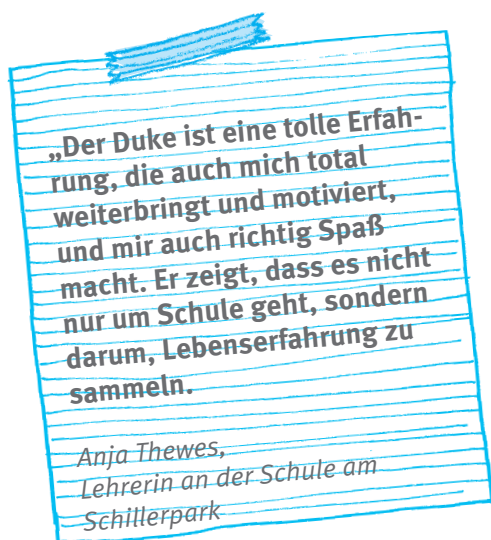 „Der Duke ist eine tolle Erfah-
rung, die auch mich total
weiterbringt und motiviert,
und mir auch richtig Spaß
macht. Er zeigt, dass es nicht
nur um Schule geht, sondern
darum, Lebenserfahrung zu
sammeln.
Anja Thewes,
Lehrerin an der Schule am
Schillerpark